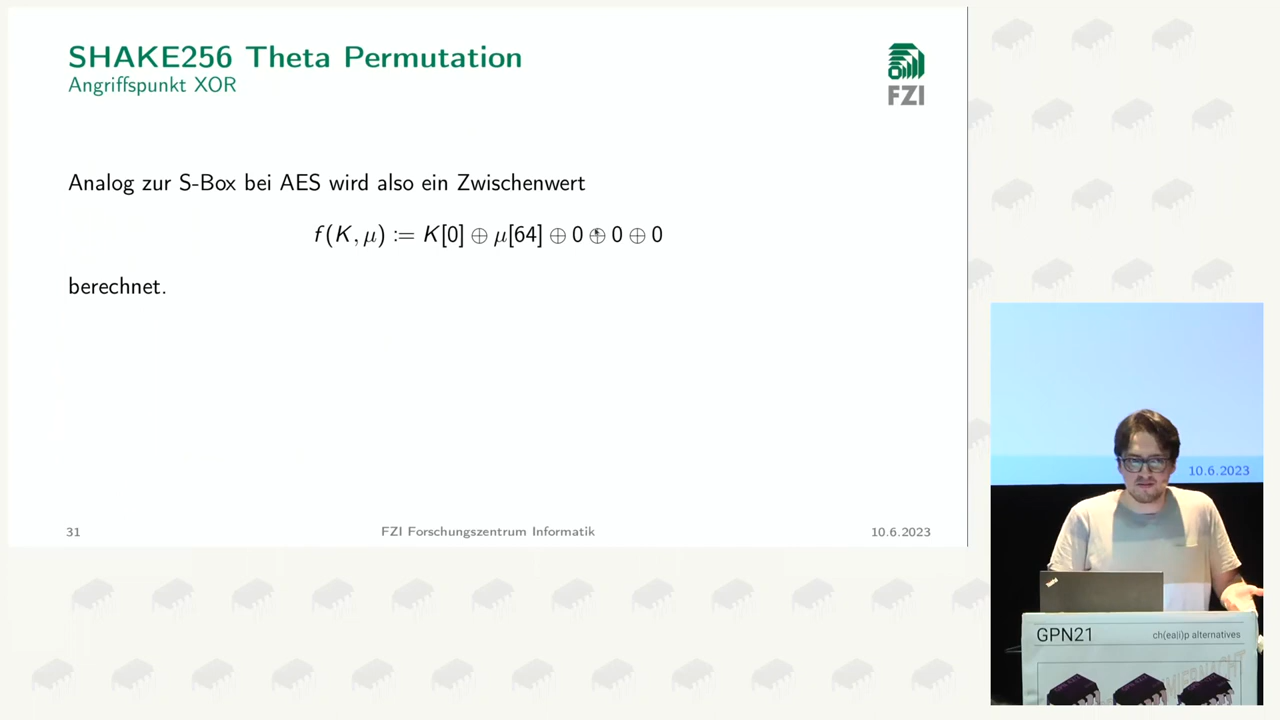 SHAKE256 Theta Permutation
Angriffspunkt XOR
FZI
Analog zur S-Box bei AES wird also ein Zwischenwert
f(K, μ) := K[0] ⊕ μ[64] ⊕ 0 ⊕ 0 ⊕ 0
berechnet.
31
FZI Forschungszentrum Informatik
10.6.2023
10.6.2023
GPN21
ch(ea|i)p alternatives